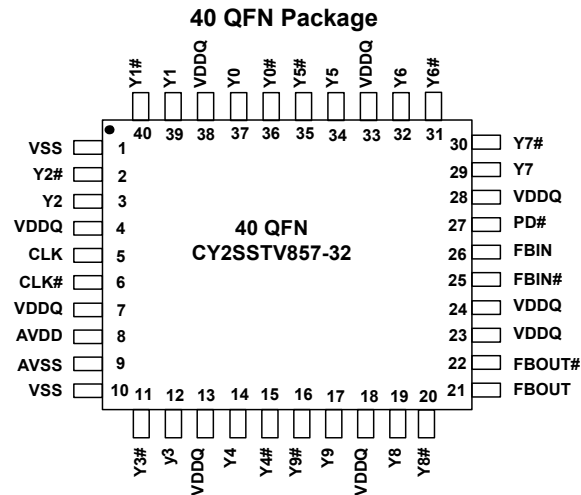 40 QFN Package
Y1#
Y1
VDDQ
Y0
Y0#
Y5#
Y5
VDDQ
Y6
Y6#
40
39
38
37
36
35
34
33
32
31
VSS
Y2#
Y2
VDDQ
CLK
CLK#
VDDQ
AVDD
AVSS
VSS
1
2
3
4
5
6
7
8
9
10
40 QFN
CY2SSTV857-32
30
29
28
27
26
25
24
23
22
21
Y7#
Y7
VDDQ
PD#
FBIN
FBIN#
VDDQ
VDDQ
FBOUT#
FBOUT
11
12
13
14
15
16
17
18
19
20
Y3#
y3
VDDQ
Y4
Y4#
Y9#
Y9
VDDQ
Y8
Y8#